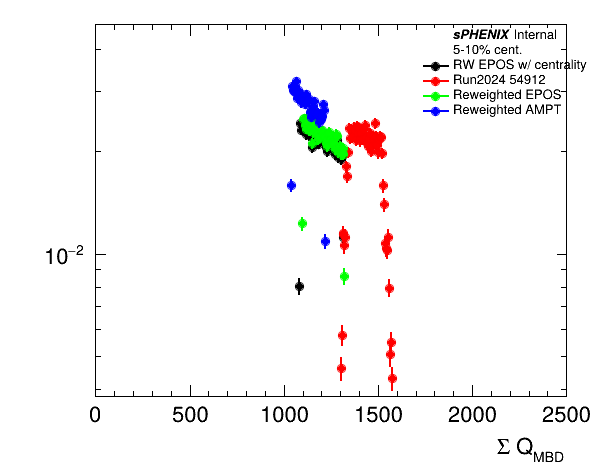 sPHENIX Internal
5-10% cent.
RW EPOS w/ centrality
Run2024 54912
Reweighted EPOS
Reweighted AMPT
10−2
0 500 1000 1500 2000 2500
Σ QMBD